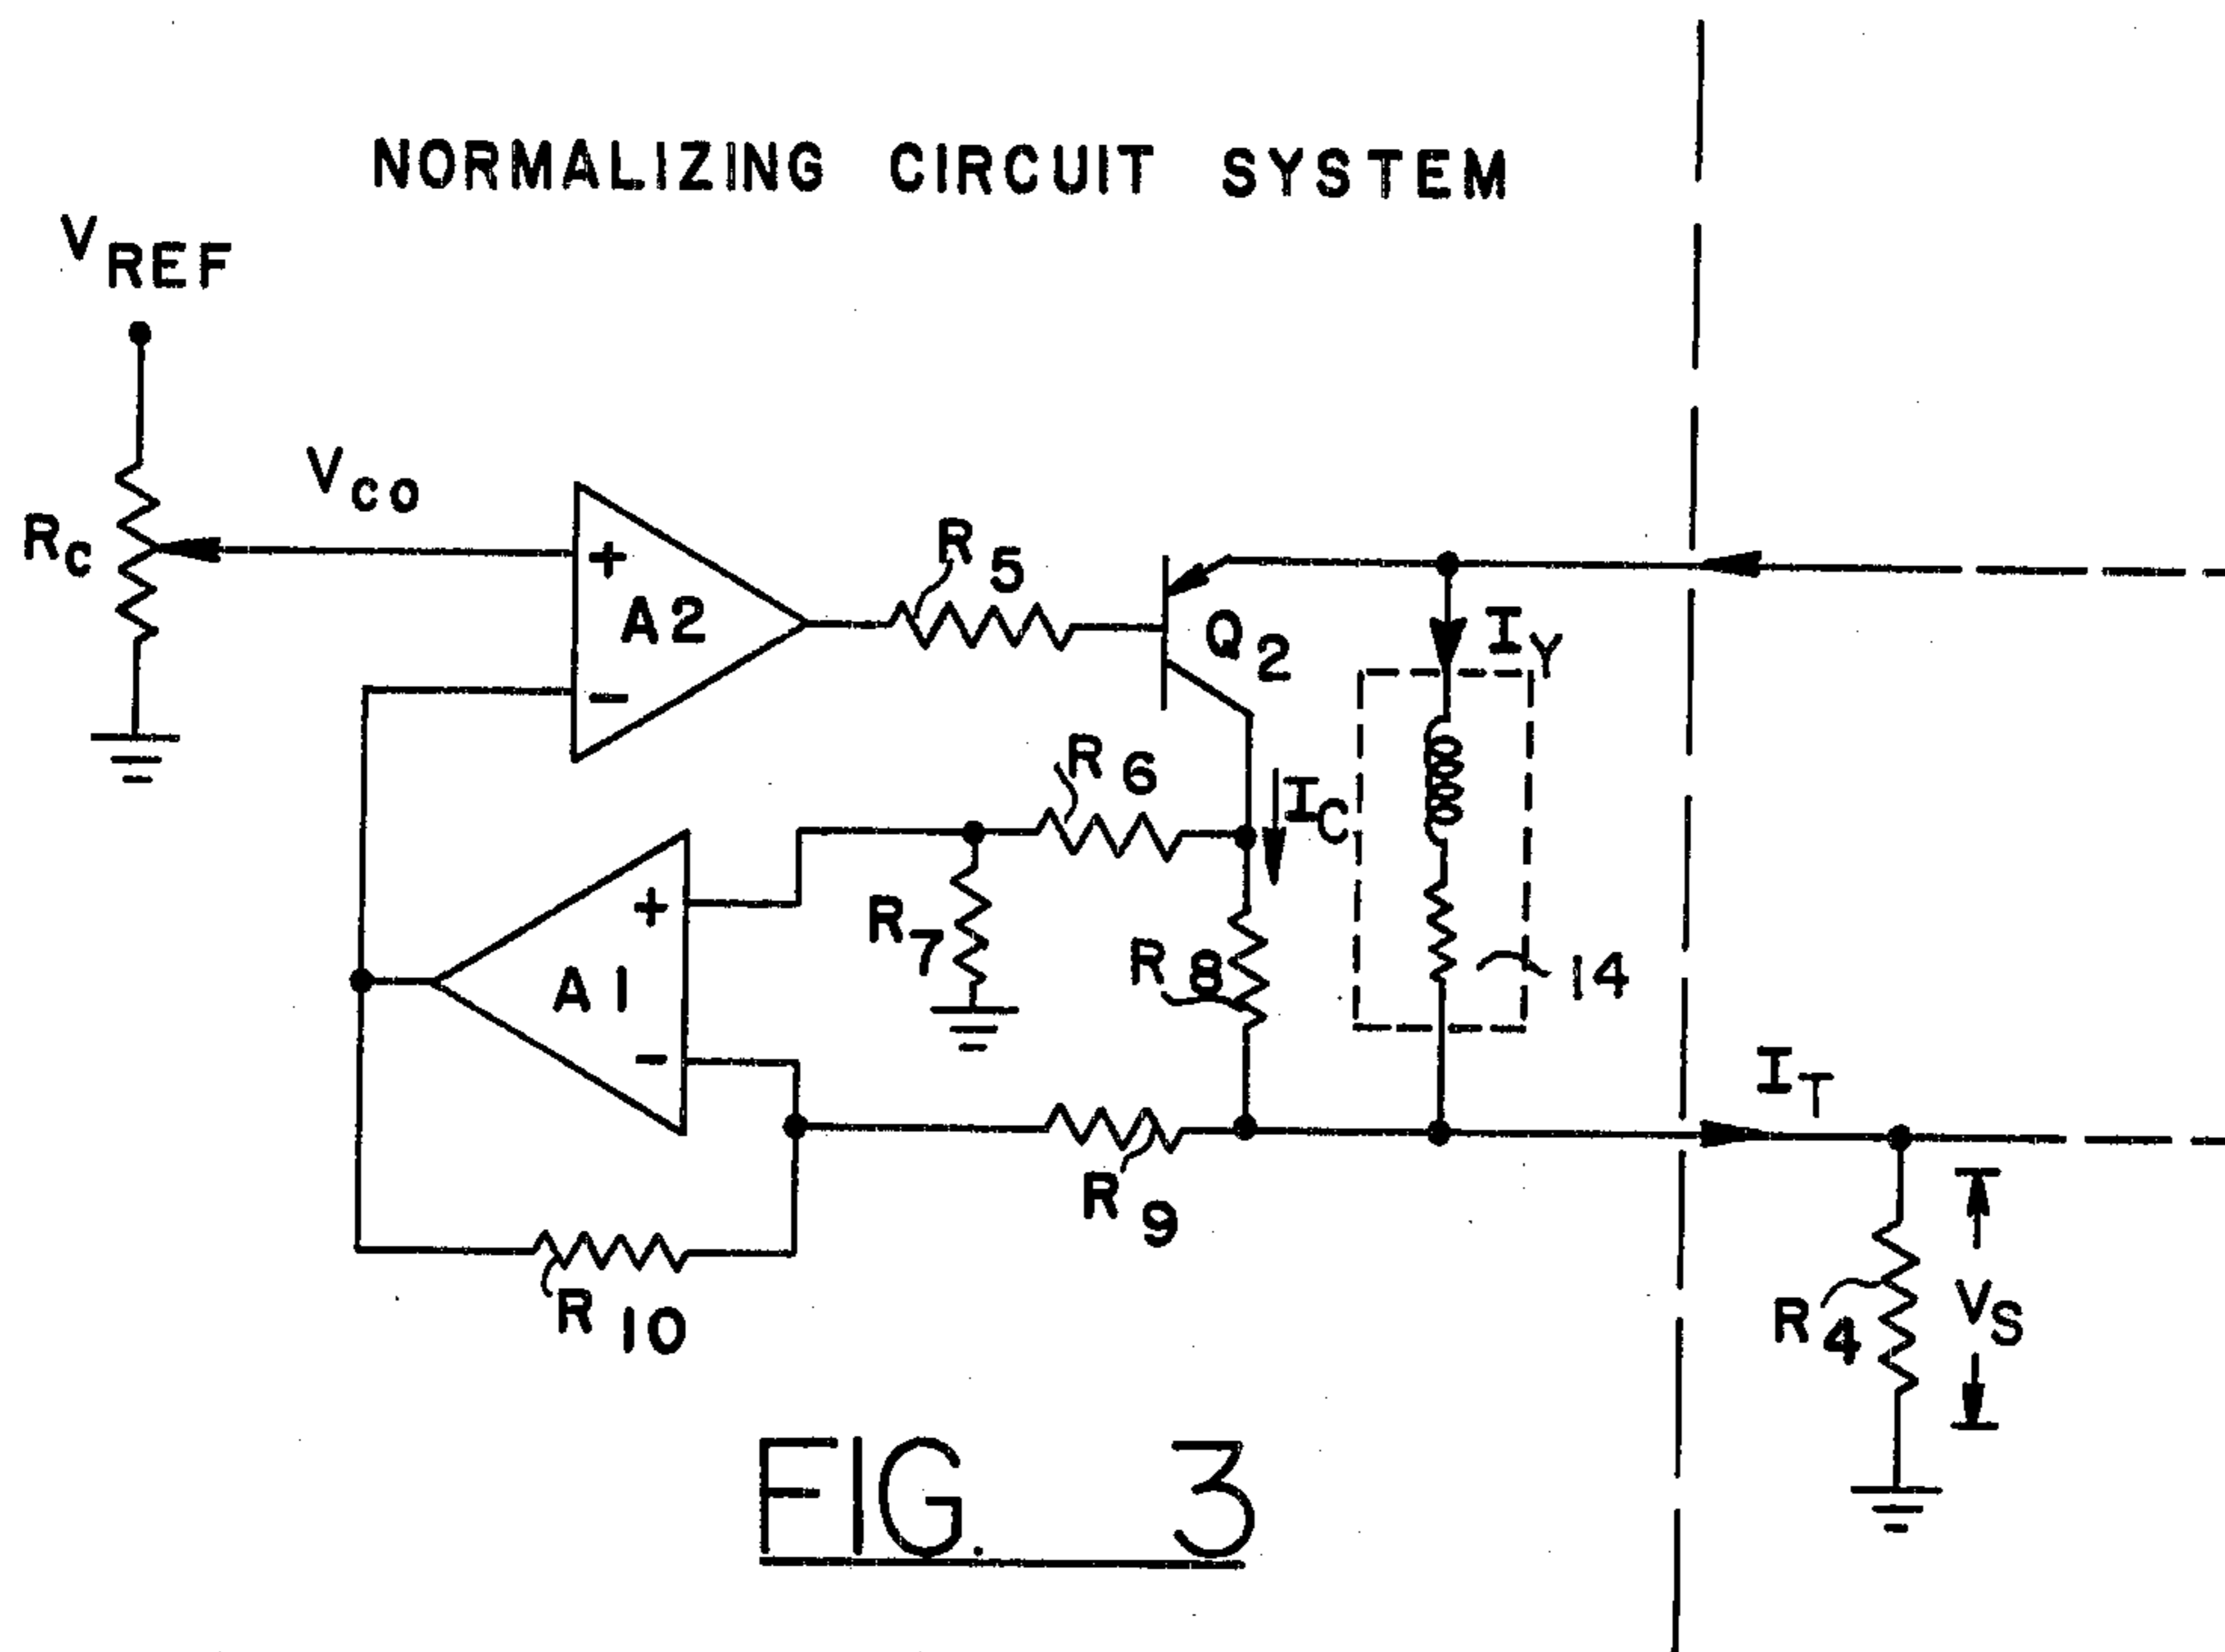 NORMALIZING CIRCUIT SYSTEM
VREF
RC
VCO
+
A2
-
R5
Q2
IY
R6
IC
R7
R8
14
+
A1
-
IT
R9
R10
R4
VS
FIG. 3